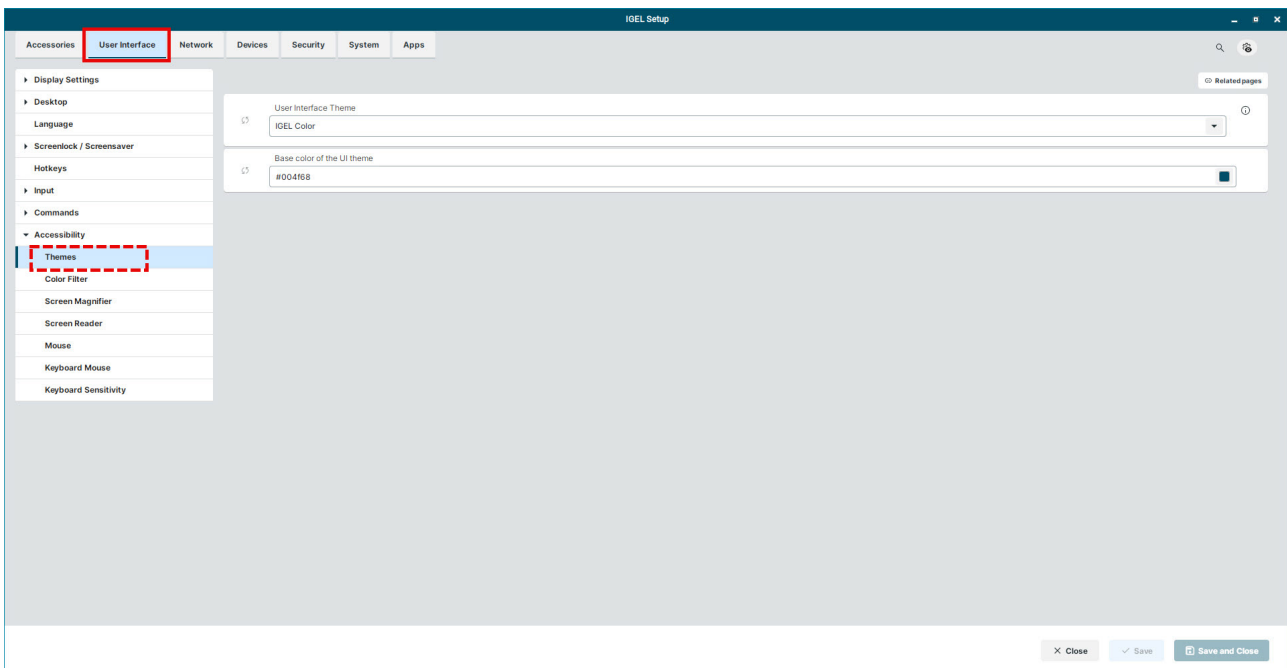 IGEL Setup
Accessories User Interface Network Devices Security System Apps
Related pages
Display Settings
Desktop
Language
Screenlock / Screensaver
Hotkeys
Input
Commands
Accessibility
Themes
Color Filter
Screen Magnifier
Screen Reader
Mouse
Keyboard Mouse
Keyboard Sensitivity
User Interface Theme
IGEL Color
Base color of the UI theme
#004f68
Close Save Save and Close